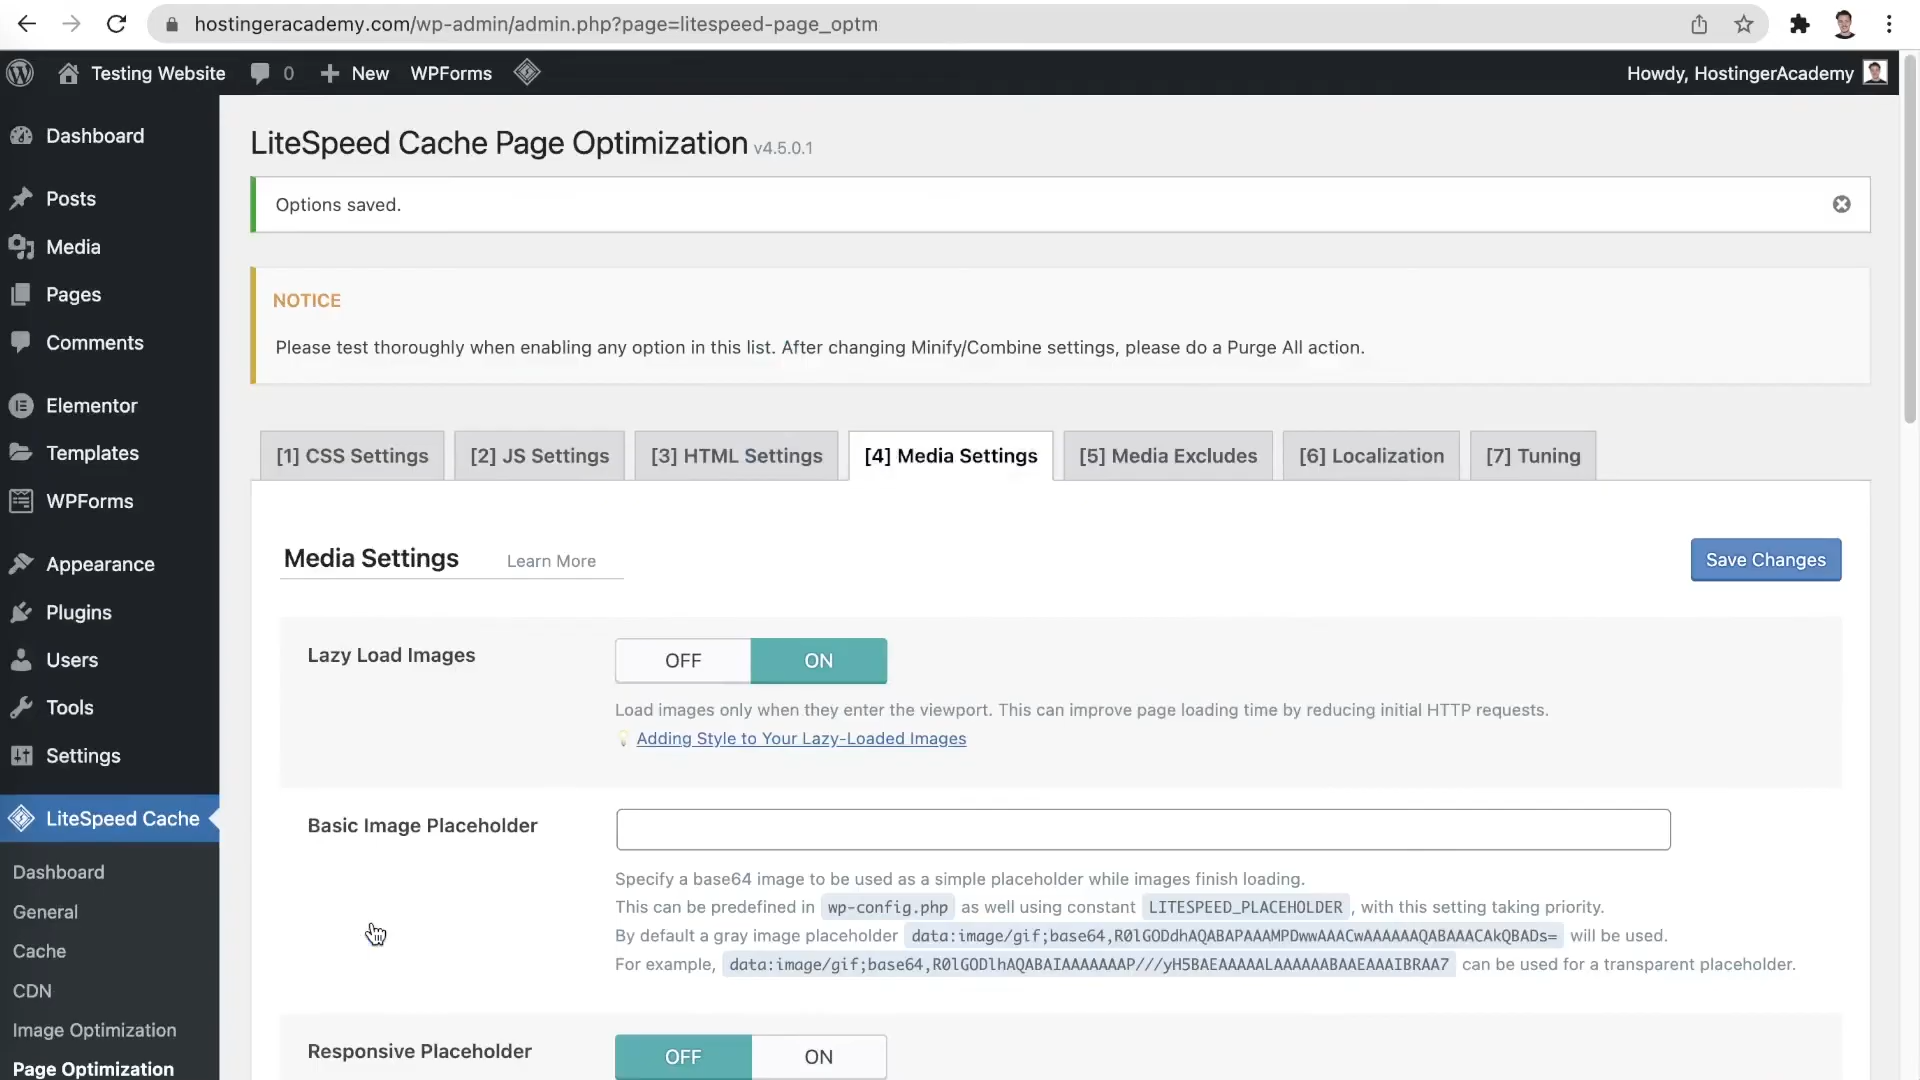 hostingeracademy.com/wp-admin/admin.php?page=litespeed-page_optm
Testing Website 0 New WPForms
Howdy, HostingerAcademy
Dashboard
Posts
Media
Pages
Comments
Elementor
Templates
WPForms
Appearance
Plugins
Users
Tools
Settings
LiteSpeed Cache
Dashboard
General
Cache
CDN
Image Optimization
Page Optimization
LiteSpeed Cache Page Optimization v4.5.0.1
Options saved.
NOTICE
Please test thoroughly when enabling any option in this list. After changing Minify/Combine settings, please do a Purge All action.
[1] CSS Settings [2] JS Settings [3] HTML Settings [4] Media Settings [5] Media Excludes [6] Localization [7] Tuning
Media Settings Learn More
Save Changes
Lazy Load Images
OFF ON
Load images only when they enter the viewport. This can improve page loading time by reducing initial HTTP requests.
Adding Style to Your Lazy-Loaded Images
Basic Image Placeholder
Specify a base64 image to be used as a simple placeholder while images finish loading.
This can be predefined in wp-config.php as well using constant LITESPEED_PLACEHOLDER, with this setting taking priority.
By default a gray image placeholder data:image/gif;base64,R0lGODdhAQABAPAAAMPDwwAAACwAAAAAAQABAAACAkQBADs= will be used.
For example, data:image/gif;base64,R0lGODlhAQABAIAAAAAAAP///yH5BAEAAAAALAAAAAABAAEAAAIBRAA7 can be used for a transparent placeholder.
Responsive Placeholder
OFF ON